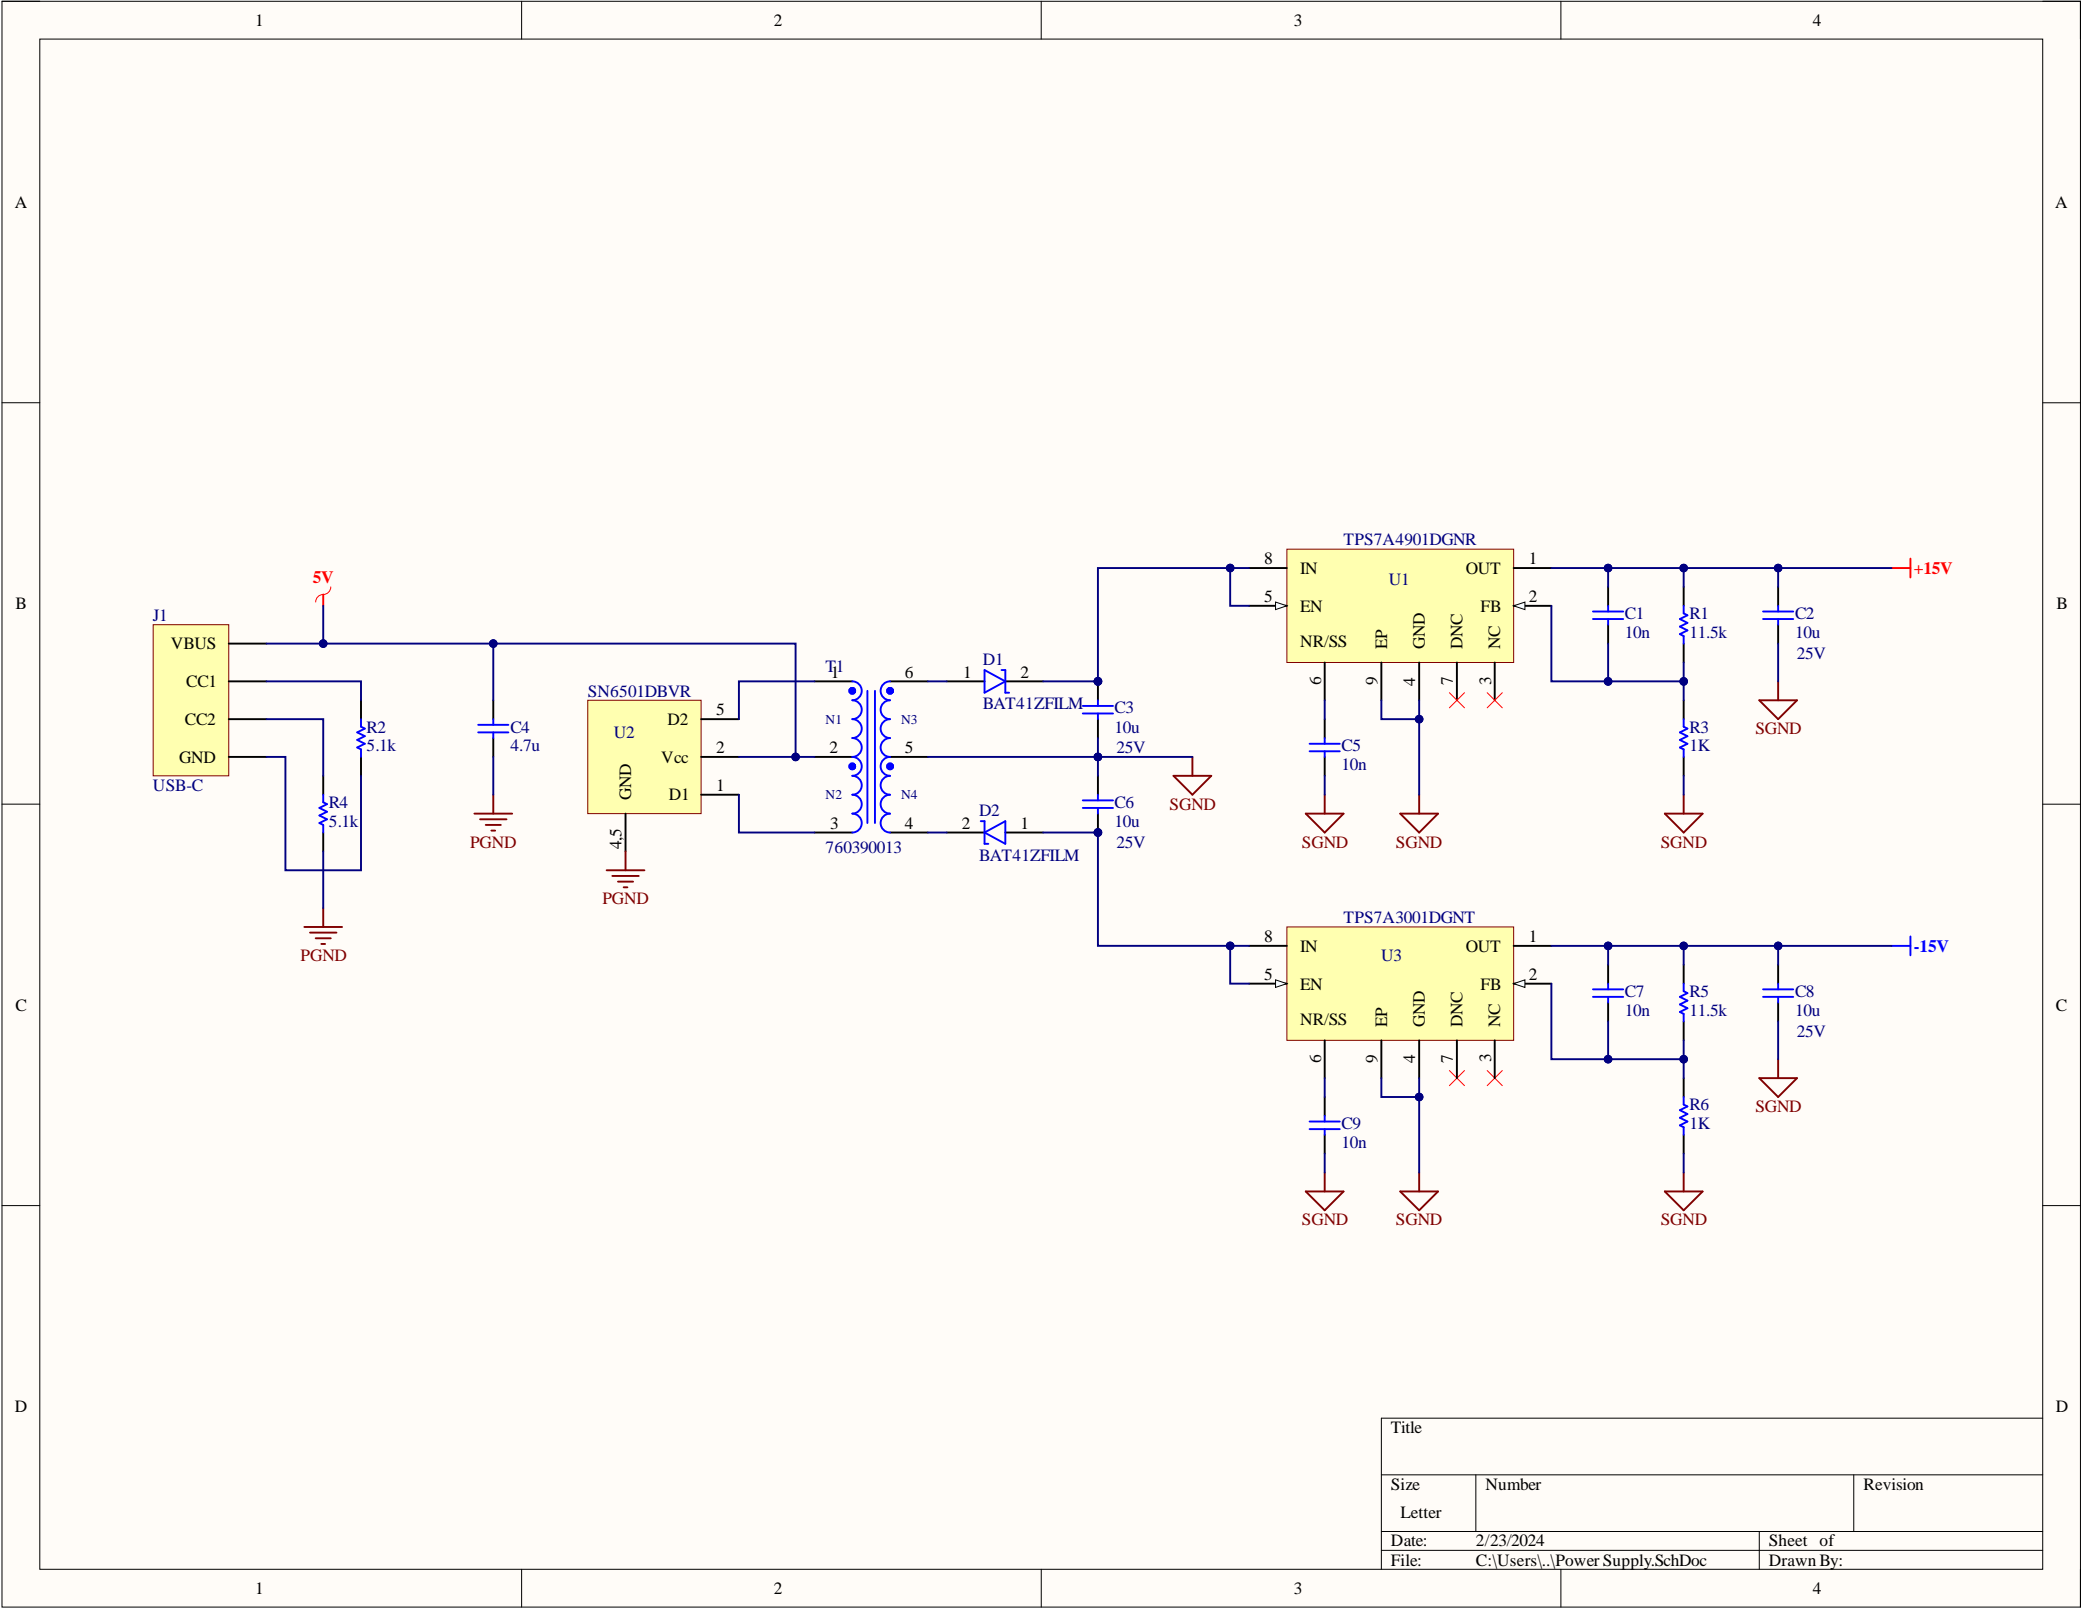 1 2 3 4
A A
B B
C C
D D
5V
J1
VBUS
CC1
CC2
GND
USB-C
R2
5.1k
R4
5.1k
PGND
C4
4.7u
PGND
SN6501DBVR
U2
D2 5
Vcc 2
D1 1
GND
4,5
PGND
T1
1
2
3
N1
N2
N3
N4
6
5
4
760390013
1 D1 2
BAT41ZFILM
2 D2 1
BAT41ZFILM
C3
10u
25V
C6
10u
25V
SGND
TPS7A4901DGNR
U1
8 IN
5 EN
NR/SS
EP
GND
DNC
NC
OUT 1
FB 2
6
9
4
7
3
C5
10n
SGND
SGND
C1
10n
R1
11.5k
C2
10u
25V
SGND
R3
1K
SGND
+15V
TPS7A3001DGNT
U3
8 IN
5 EN
NR/SS
EP
GND
DNC
NC
OUT 1
FB 2
6
9
4
7
3
C9
10n
SGND
SGND
C7
10n
R5
11.5k
C8
10u
25V
SGND
R6
1K
SGND
-15V
Title
Size Number Revision
Letter
Date: 2/23/2024 Sheet of
File: C:\Users\..\Power Supply.SchDoc Drawn By:
1 2 3 4